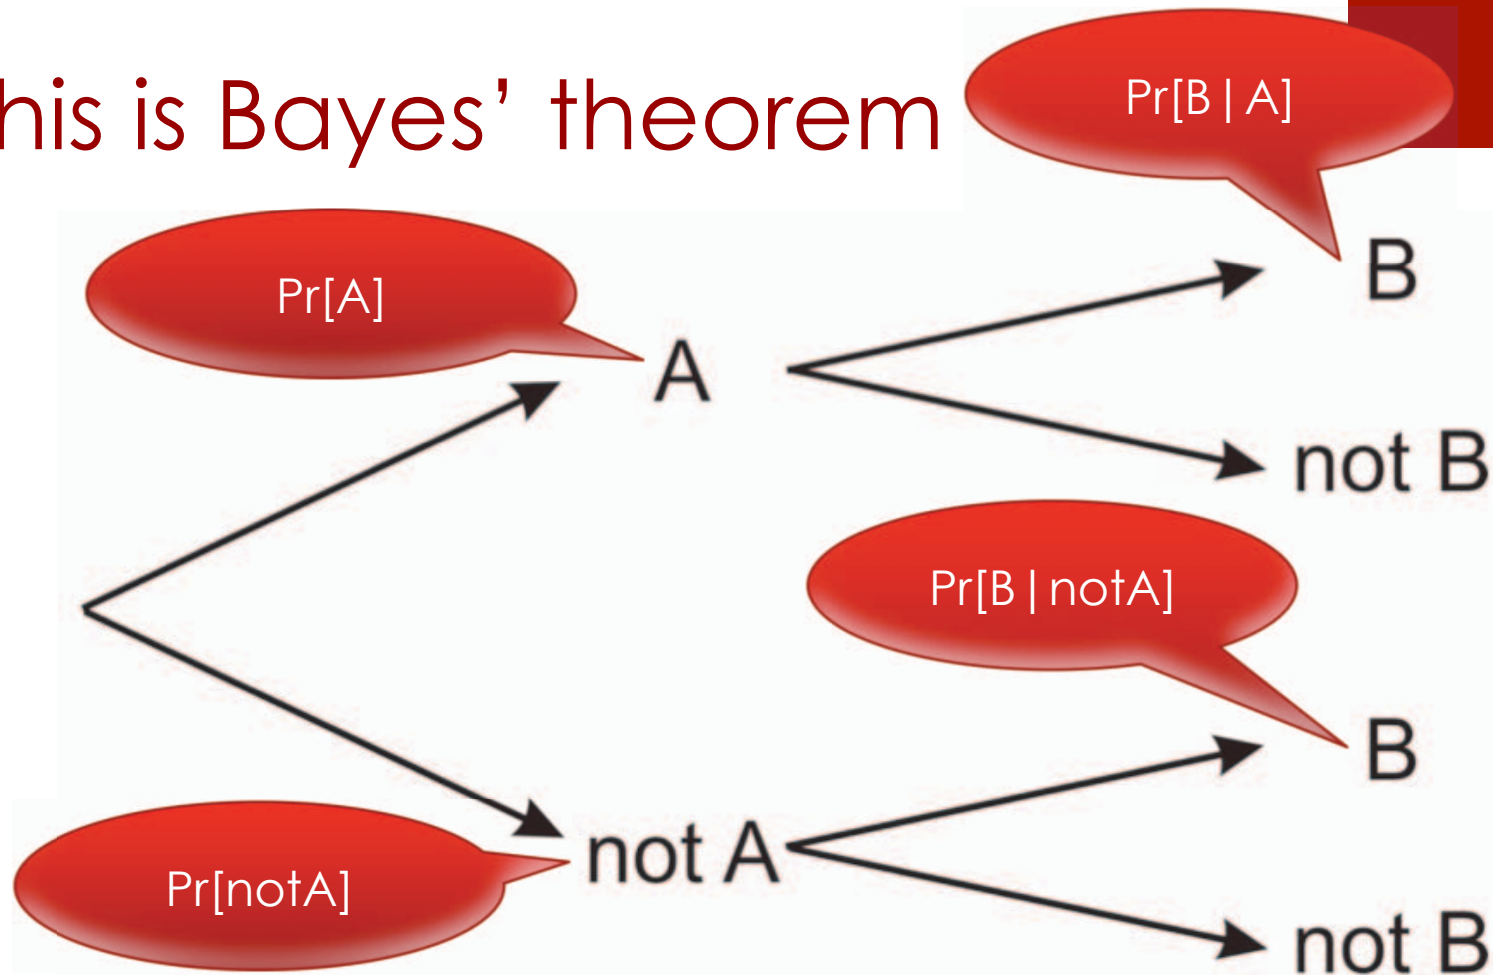 his is Bayes’ theorem
Pr[B|A]
Pr[A]
B
A
not B
Pr[B|notA]
B
not A
Pr[notA]
not B